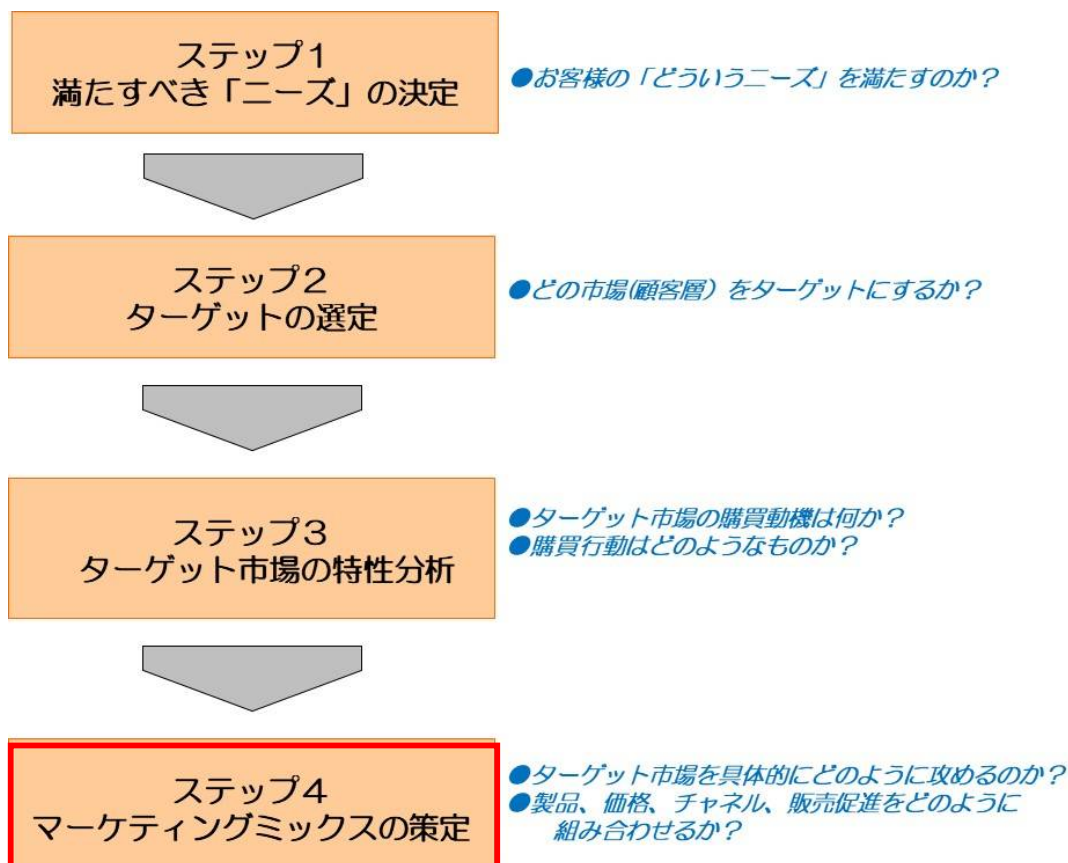 ステップ1
満たすべき「ニーズ」の決定
●お客様の「どういうニーズ」を満たすのか？
ステップ2
ターゲットの選定
●どの市場(顧客層）をターゲットにするか？
ステップ3
ターゲット市場の特性分析
●ターゲット市場の購買動機は何か？
●購買行動はどのようなものか？
ステップ4
マーケティングミックスの策定
●ターゲット市場を具体的にどのように攻めるのか？
●製品、価格、チャネル、販売促進をどのように
組み合わせるか？